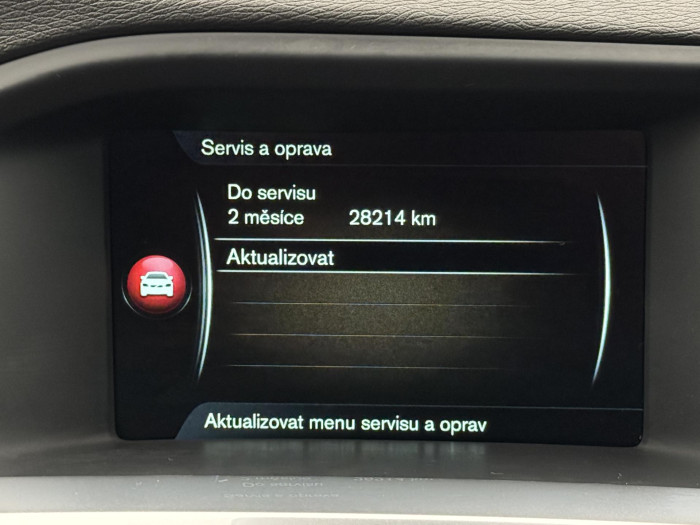 Servis a oprava
Do servisu
2 měsíce 28214 km
Aktualizovat
Aktualizovat menu servisu a oprav